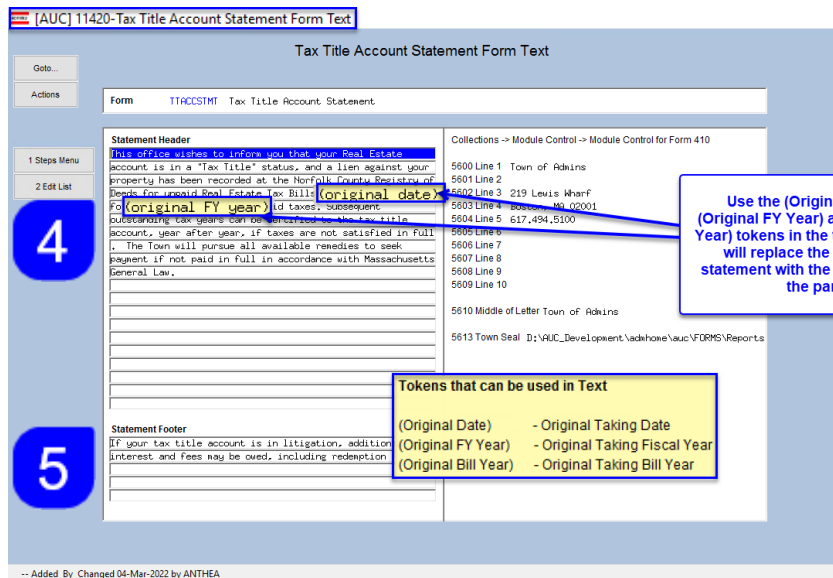 [AUC] 11420-Tax Title Account Statement Form Text
Tax Title Account Statement Form Text
Goto...
Actions
Form TTACCSTMT Tax Title Account Statement
1 Steps Menu
2 Edit List
4
5
Statement Header
This office wishes to inform you that your Real Estate
account is in a "Tax Title" status, and a lien against your
property has been recorded at the Norfolk County Registry of
Deeds for unpaid Real Estate Tax Bills (original date)
(original FY year) id taxes. Subsequent
outstanding tax years can be certified to the tax title
account, year after year, if taxes are not satisfied in full
. The Town will pursue all available remedies to seek
payment if not paid in full in accordance with Massachusetts
General Law.
Statement Footer
If your tax title account is in litigation, addition
interest and fees may be owed, including redemption
Collections -> Module Control -> Module Control for Form 410
5600 Line 1 Town of Admins
5601 Line 2
5602 Line 3 219 Lewis Wharf
5603 Line 4 Boston, MA 02001
5604 Line 5 617.494.5100
5605 Line 6
5606 Line 7
5607 Line 8
5608 Line 9
5609 Line 10
5610 Middle of Letter Town of Admins
5613 Town Seal D:\AUC_Development\admhome\auc\FORMS\Reports
Use the (Origin
(Original FY Year) a
Year) tokens in the
will replace the
statement with the
the par
Tokens that can be used in Text
(Original Date) - Original Taking Date
(Original FY Year) - Original Taking Fiscal Year
(Original Bill Year) - Original Taking Bill Year
-- Added By Changed 04-Mar-2022 by ANTHEA